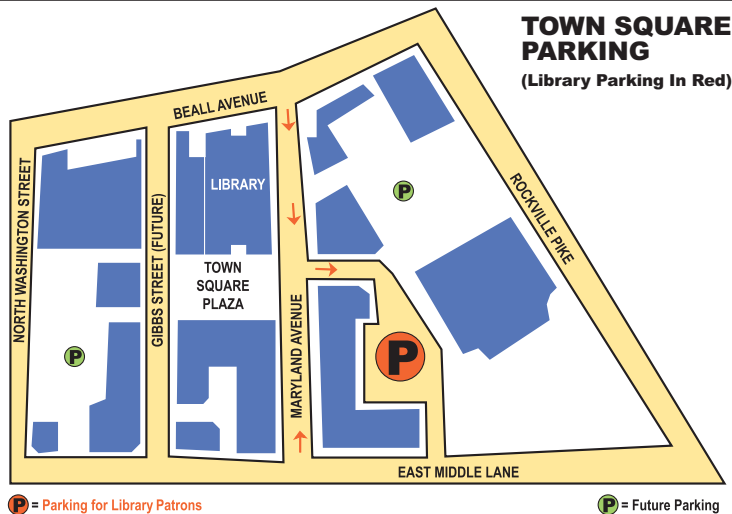 TOWN SQUARE
PARKING
(Library Parking In Red)
BEALL AVENUE
NORTH WASHINGTON STREET
GIBBS STREET (FUTURE)
LIBRARY
TOWN
SQUARE
PLAZA
MARYLAND AVENUE
P
ROCKVILLE PIKE
P
P
EAST MIDDLE LANE
P = Parking for Library Patrons
P = Future Parking